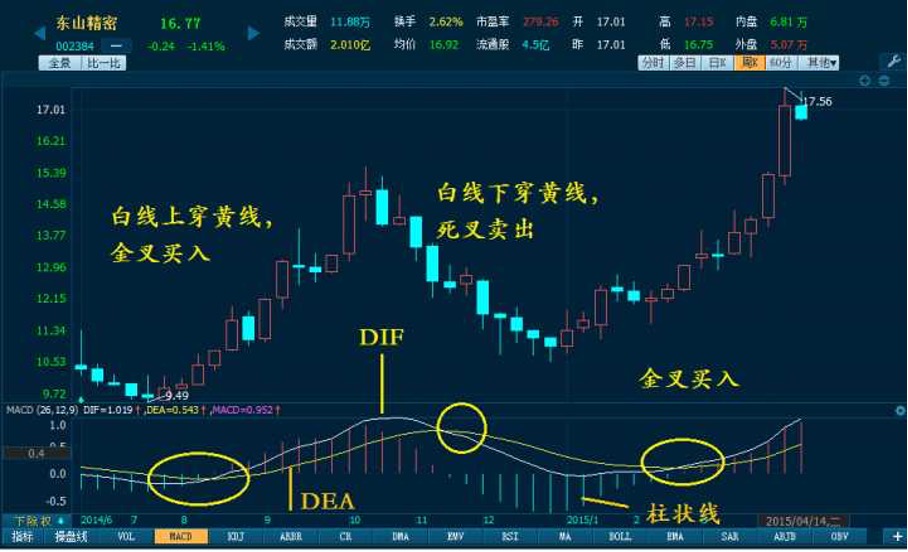 东山精密 16.77 成交量 11.88万 换手 2.62% 市盈率 279.26 开 17.01 高 17.15 内盘 6.81万
002384 -0.24 -1.41% 成交额 2.010亿 均价 16.92 流通股 4.5亿 昨 17.01 低 16.75 外盘 5.07万
全景 比一比 分时 多日 日K 周K 60分 其他
17.56
17.01
16.21
15.39
14.58
13.77
12.96
12.15
11.34
10.53
9.72
白线上穿黄线，
金叉买入
白线下穿黄线，
死叉卖出
DIF
金叉买入
9.49
MACD (26,12,9) DIF=1.019↑,DEA=0.543↑,MACD=0.952↑
1.0
0.5
0.4
0.0
-0.5
DEA
柱状线
下除权 2014/6 7 8 9 10 11 12 2015/1 2 2015/04/14,二
指标 操盘线 VOL MACD KDJ ARBR CR DMA EMV RSI MA BOLL BMA SAR ABJB OBV